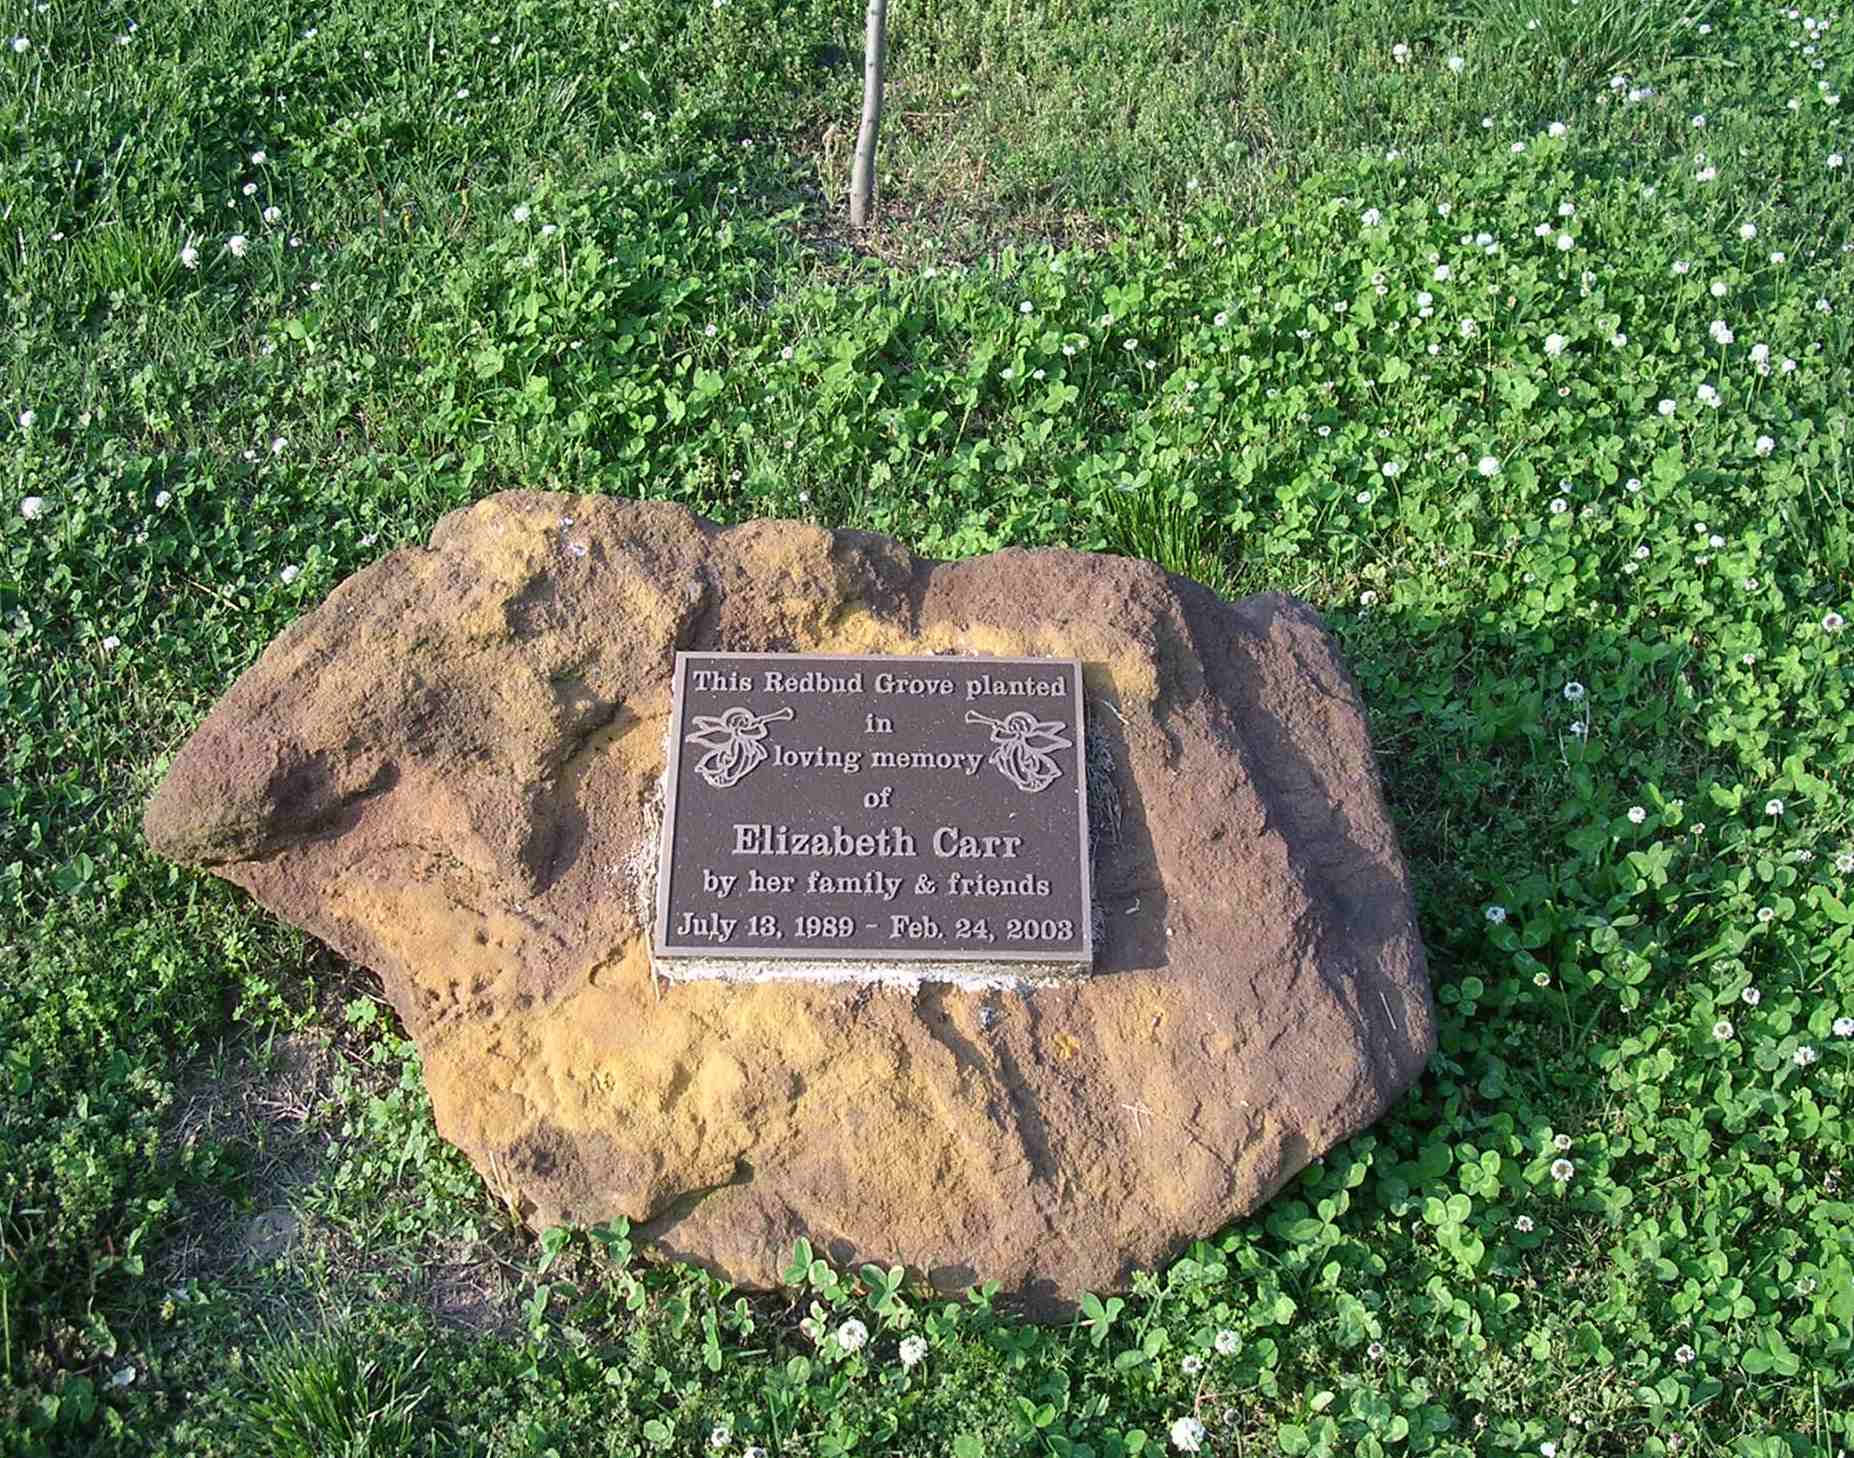 This Redbud Grove planted
in
loving memory
of
Elizabeth Carr
by her family & friends
July 13, 1989 - Feb. 24, 2003